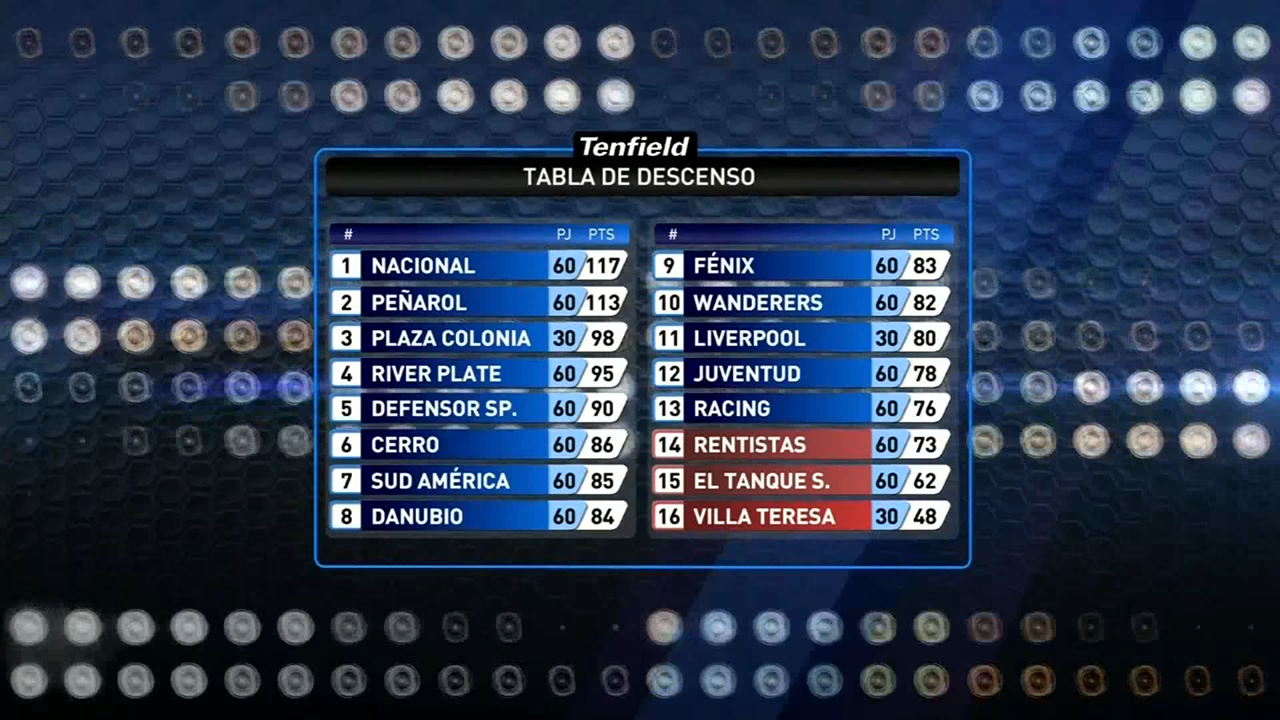 Tenfield
TABLA DE DESCENSO
# PJ PTS
1 NACIONAL 60 117
2 PEÑAROL 60 113
3 PLAZA COLONIA 30 98
4 RIVER PLATE 60 95
5 DEFENSOR SP. 60 90
6 CERRO 60 86
7 SUD AMÉRICA 60 85
8 DANUBIO 60 84
# PJ PTS
9 FÉNIX 60 83
10 WANDERERS 60 82
11 LIVERPOOL 30 80
12 JUVENTUD 60 78
13 RACING 60 76
14 RENTISTAS 60 73
15 EL TANQUE S. 60 62
16 VILLA TERESA 30 48